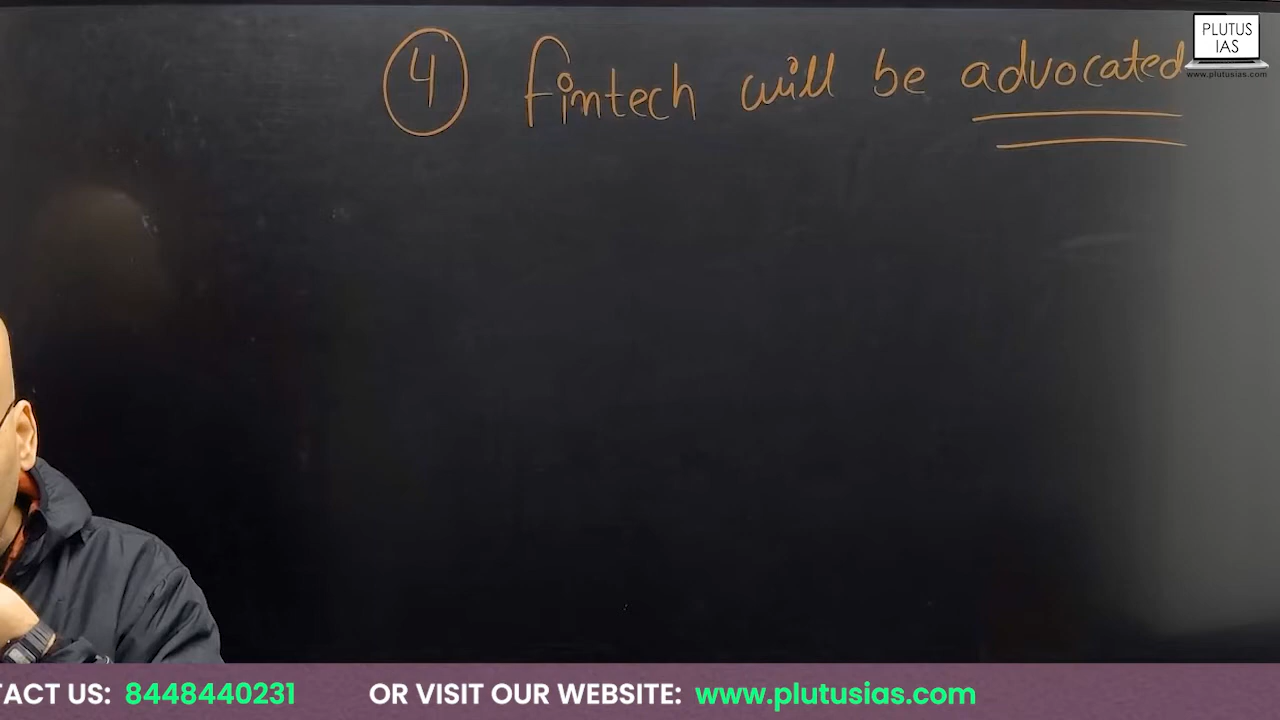 4 fintech will be advocated
PLUTUS
IAS
www.plutusias.com
TACT US: 8448440231 OR VISIT OUR WEBSITE: www.plutusias.com